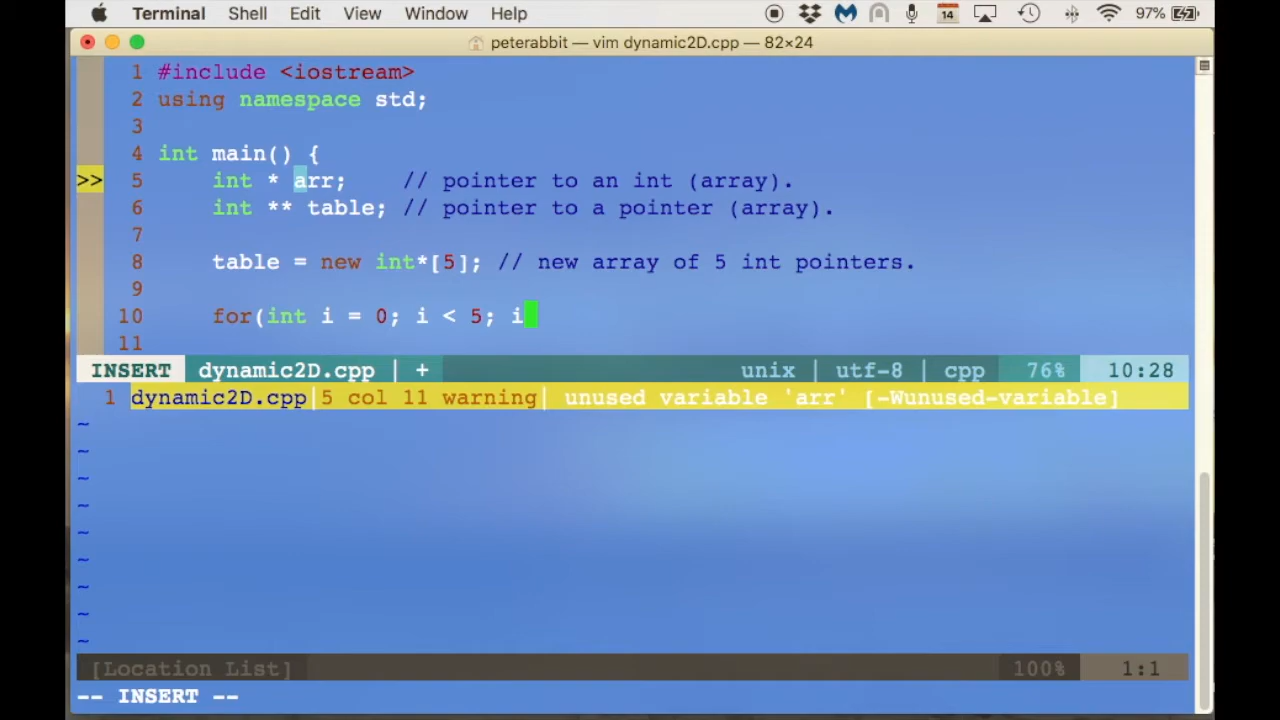 Terminal Shell Edit View Window Help 14 97%
peterabbit — vim dynamic2D.cpp — 82×24
1 #include <iostream>
2 using namespace std;
3
4 int main() {
>> 5 int * arr; // pointer to an int (array).
6 int ** table; // pointer to a pointer (array).
7
8 table = new int*[5]; // new array of 5 int pointers.
9
10 for(int i = 0; i < 5; i
11
INSERT dynamic2D.cpp | + unix | utf-8 | cpp 76% 10:28
1 dynamic2D.cpp|5 col 11 warning| unused variable 'arr' [-Wunused-variable]
~
~
~
~
~
~
~
~
~
[Location List] 100% 1:1
-- INSERT --